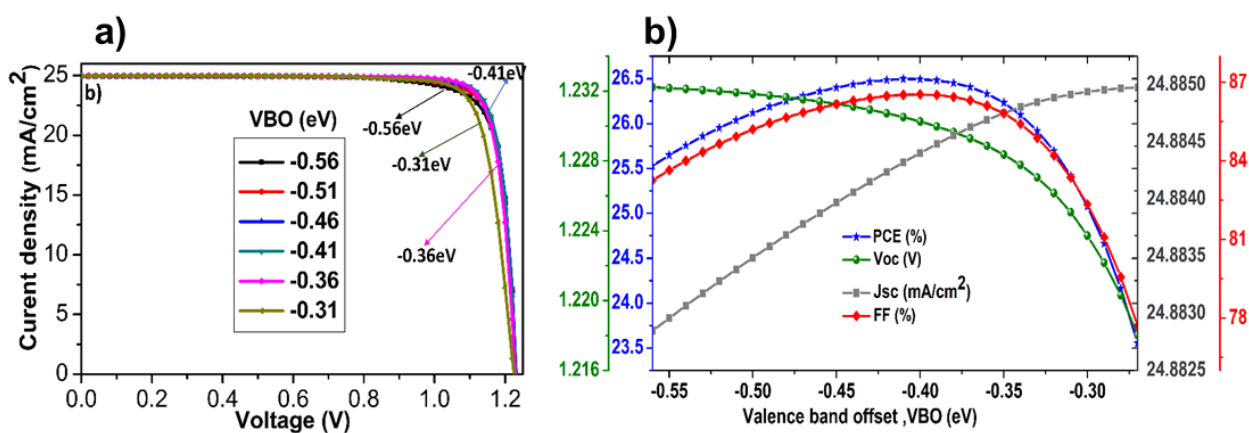 a)
Curent density (mA/cm2)
25
20
15
10
5
0
b)
VBO (eV)
-0.56
-0.51
-0.46
-0.41
-0.36
-0.31
-0.41eV
-0.56eV
-0.31eV
-0.36eV
0.0 0.2 0.4 0.6 0.8 1.0 1.2
Voltage (V)
b)
1.232
1.228
1.224
1.220
1.216
26.5
26.0
25.5
25.0
24.5
24.0
23.5
PCE (%)
Voc (V)
Jsc (mA/cm2)
FF (%)
24.8850
24.8845
24.8840
24.8835
24.8830
24.8825
87
84
81
78
-0.55 -0.50 -0.45 -0.40 -0.35 -0.30
Valence band offset ,VBO (eV)